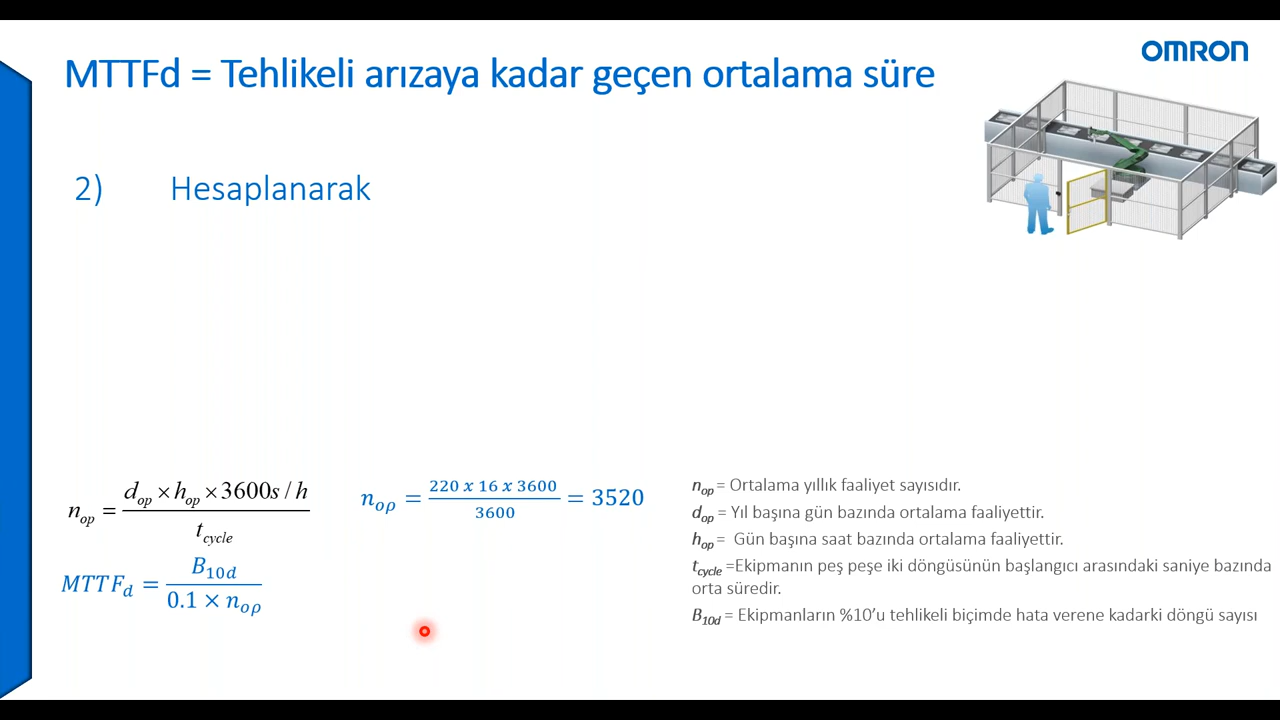 OMRON
MTTFd = Tehlikeli arızaya kadar geçen ortalama süre
2) Hesaplanarak
n_op = (d_op × h_op × 3600s / h) / t_cycle
n_op = (220 x 16 x 3600) / 3600 = 3520
MTTF_d = B_10d / (0.1 × n_op)
n_op = Ortalama yıllık faaliyet sayısıdır.
d_op = Yıl başına gün bazında ortalama faaliyettir.
h_op = Gün başına saat bazında ortalama faaliyettir.
t_cycle =Ekipmanın peş peşe iki döngüsünün başlangıcı arasındaki saniye bazında
orta süredir.
B_10d = Ekipmanların %10’u tehlikeli biçimde hata verene kadarki döngü sayısı